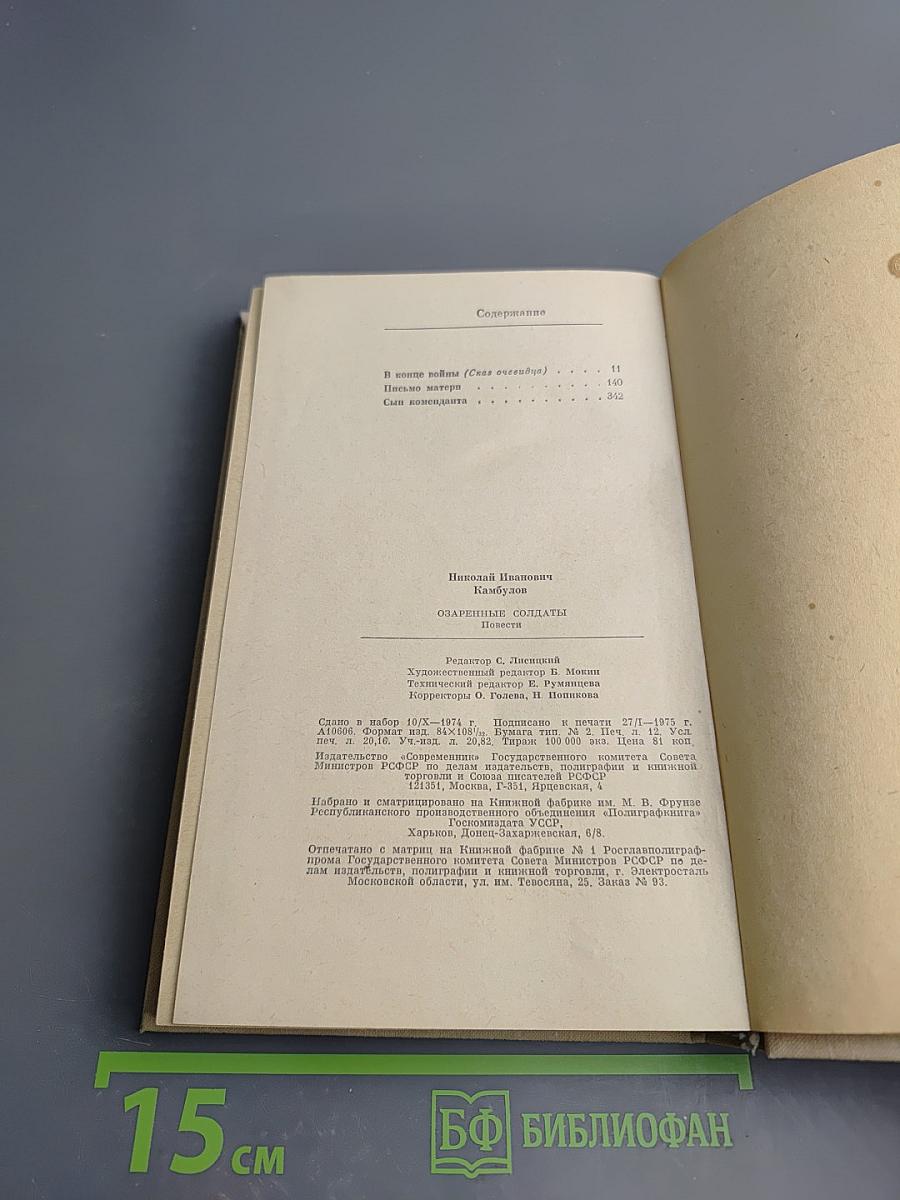 Содержание
В конце войны (Сказ очевидца) . . . . 11
Письмо матери . . . . . . . . . 140
Сын коменданта . . . . . . . . . . 342
Николай Иванович
Камбулов
ОЗАРЕННЫЕ СОЛДАТЫ
Повести
Редактор С. Лисицкий
Художественный редактор Б. Мокин
Технический редактор Е. Румянцева
Корректоры О. Голева, Н. Попикова
Сдано в набор 10/X—1974 г. Подписано к печати 27/I—1975 г.
А10606. Формат изд. 84×108¹/₃₂. Бумага тип. № 2. Печ. л. 12. Усл.
печ. л. 20,16. Уч.-изд. л. 20,82. Тираж 100 000 экз. Цена 81 коп.
Издательство «Современник» Государственного комитета Совета
Министров РСФСР по делам издательств, полиграфии и книжной
торговли и Союза писателей РСФСР
121351, Москва, Г-351, Ярцевская, 4
Набрано и сматрицировано на Книжной фабрике им. М. В. Фрунзе
Республиканского производственного объединения «Полиграфкнига»
Госкомиздата УССР,
Харьков, Донец-Захаржевская, 6/8.
Отпечатано с матриц на Книжной фабрике № 1 Росглавполиграф-
прома Государственного комитета Совета Министров РСФСР по де-
лам издательств, полиграфии и книжной торговли, г. Электросталь
Московской области, ул. им. Тевосяна, 25. Заказ № 93.
15 см
БФ БИБЛИОФАН